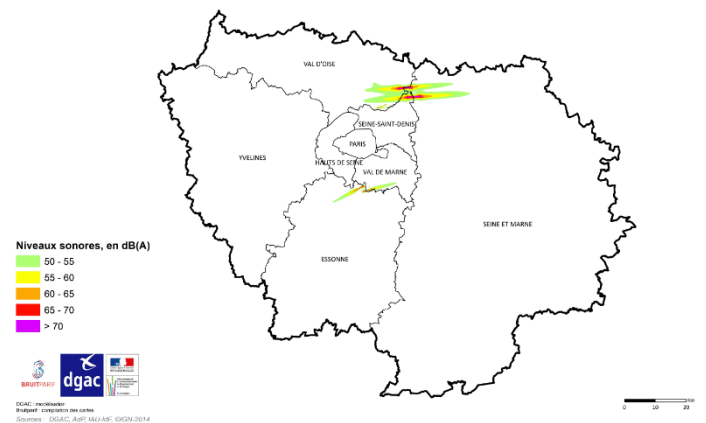 VAL D'OISE
SEINE-SAINT-DENIS
PARIS
YVELINES
HAUTS DE SEINE
VAL DE MARNE
SEINE ET MARNE
ESSONNE
Niveaux sonores, en dB(A)
50 - 55
55 - 60
60 - 65
65 - 70
> 70
BRUITPARIF
dgac
DGAC : modélisation
Bruitparif : compilation des cartes
Sources : DGAC, AdP, IAU-IdF, ©IGN-2014
0 10 20